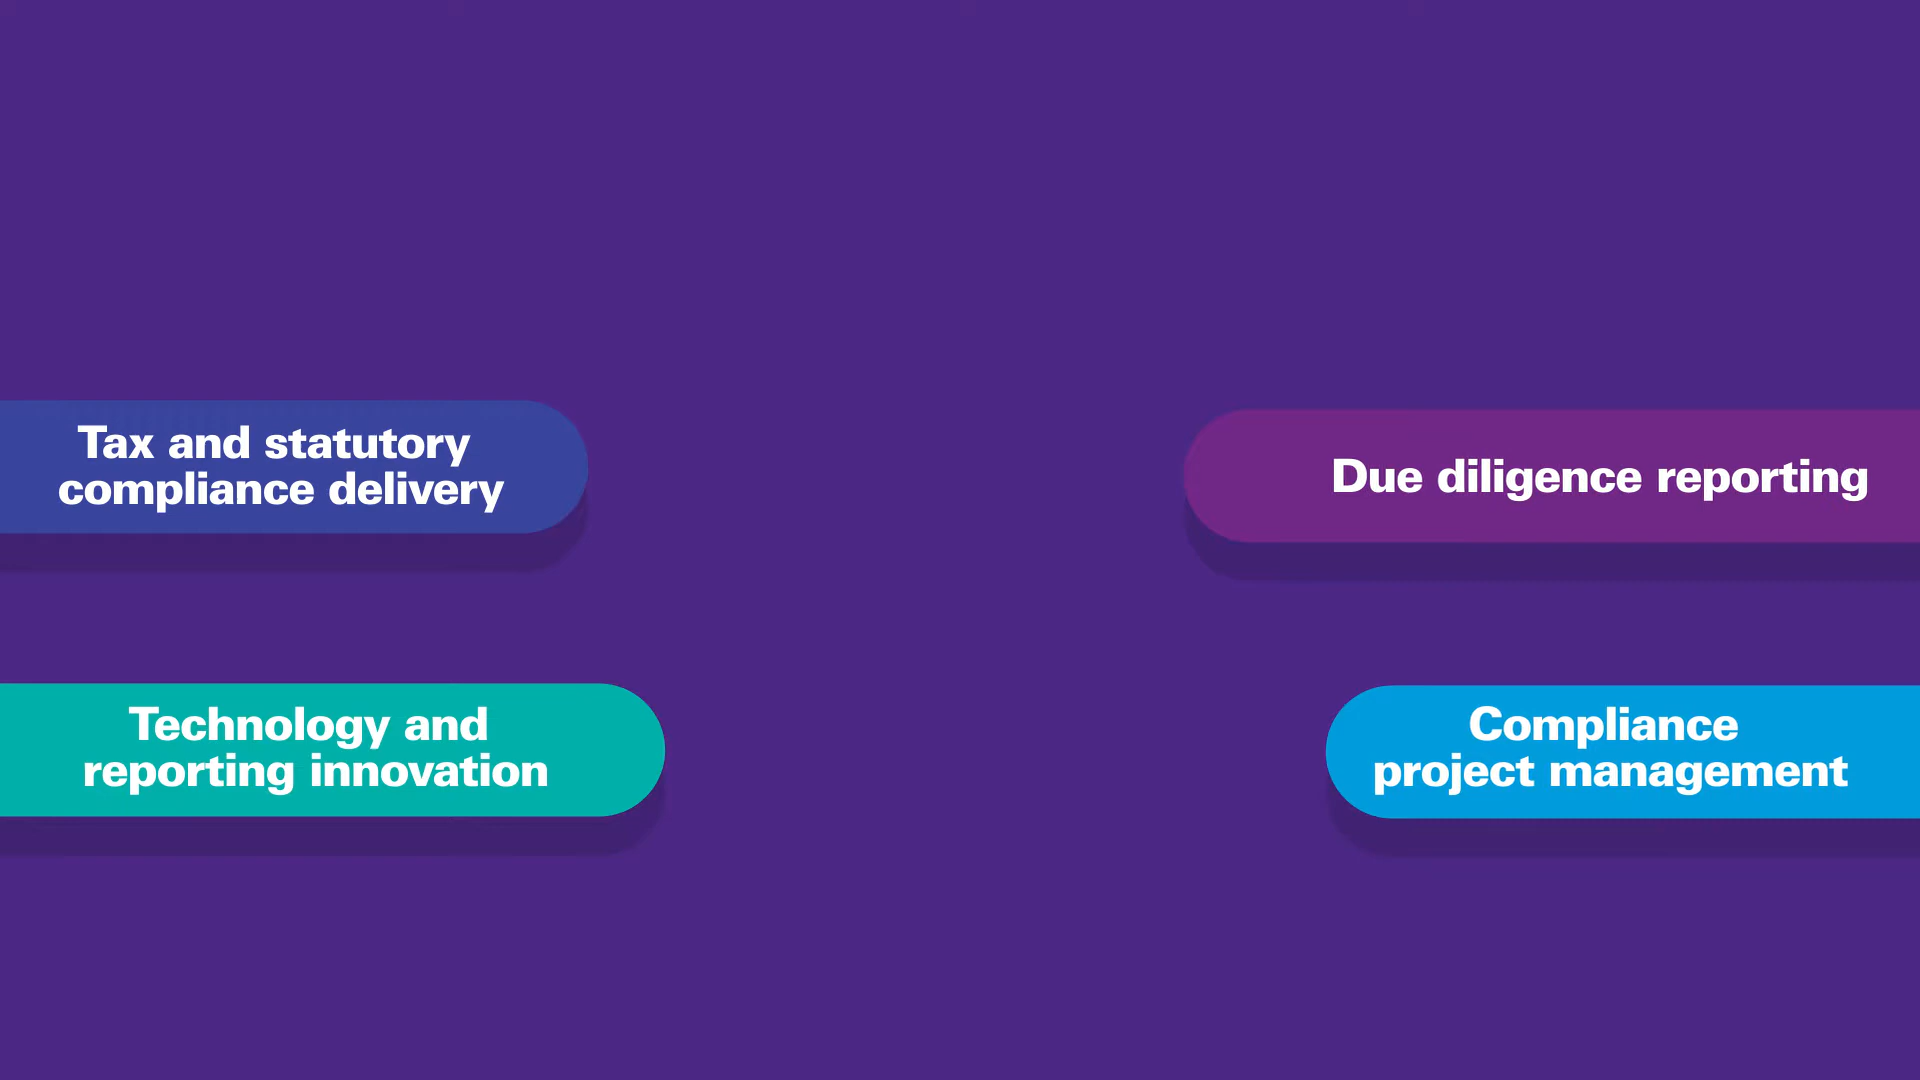 Tax and statutory
compliance delivery
Due diligence reporting
Technology and
reporting innovation
Compliance
project management